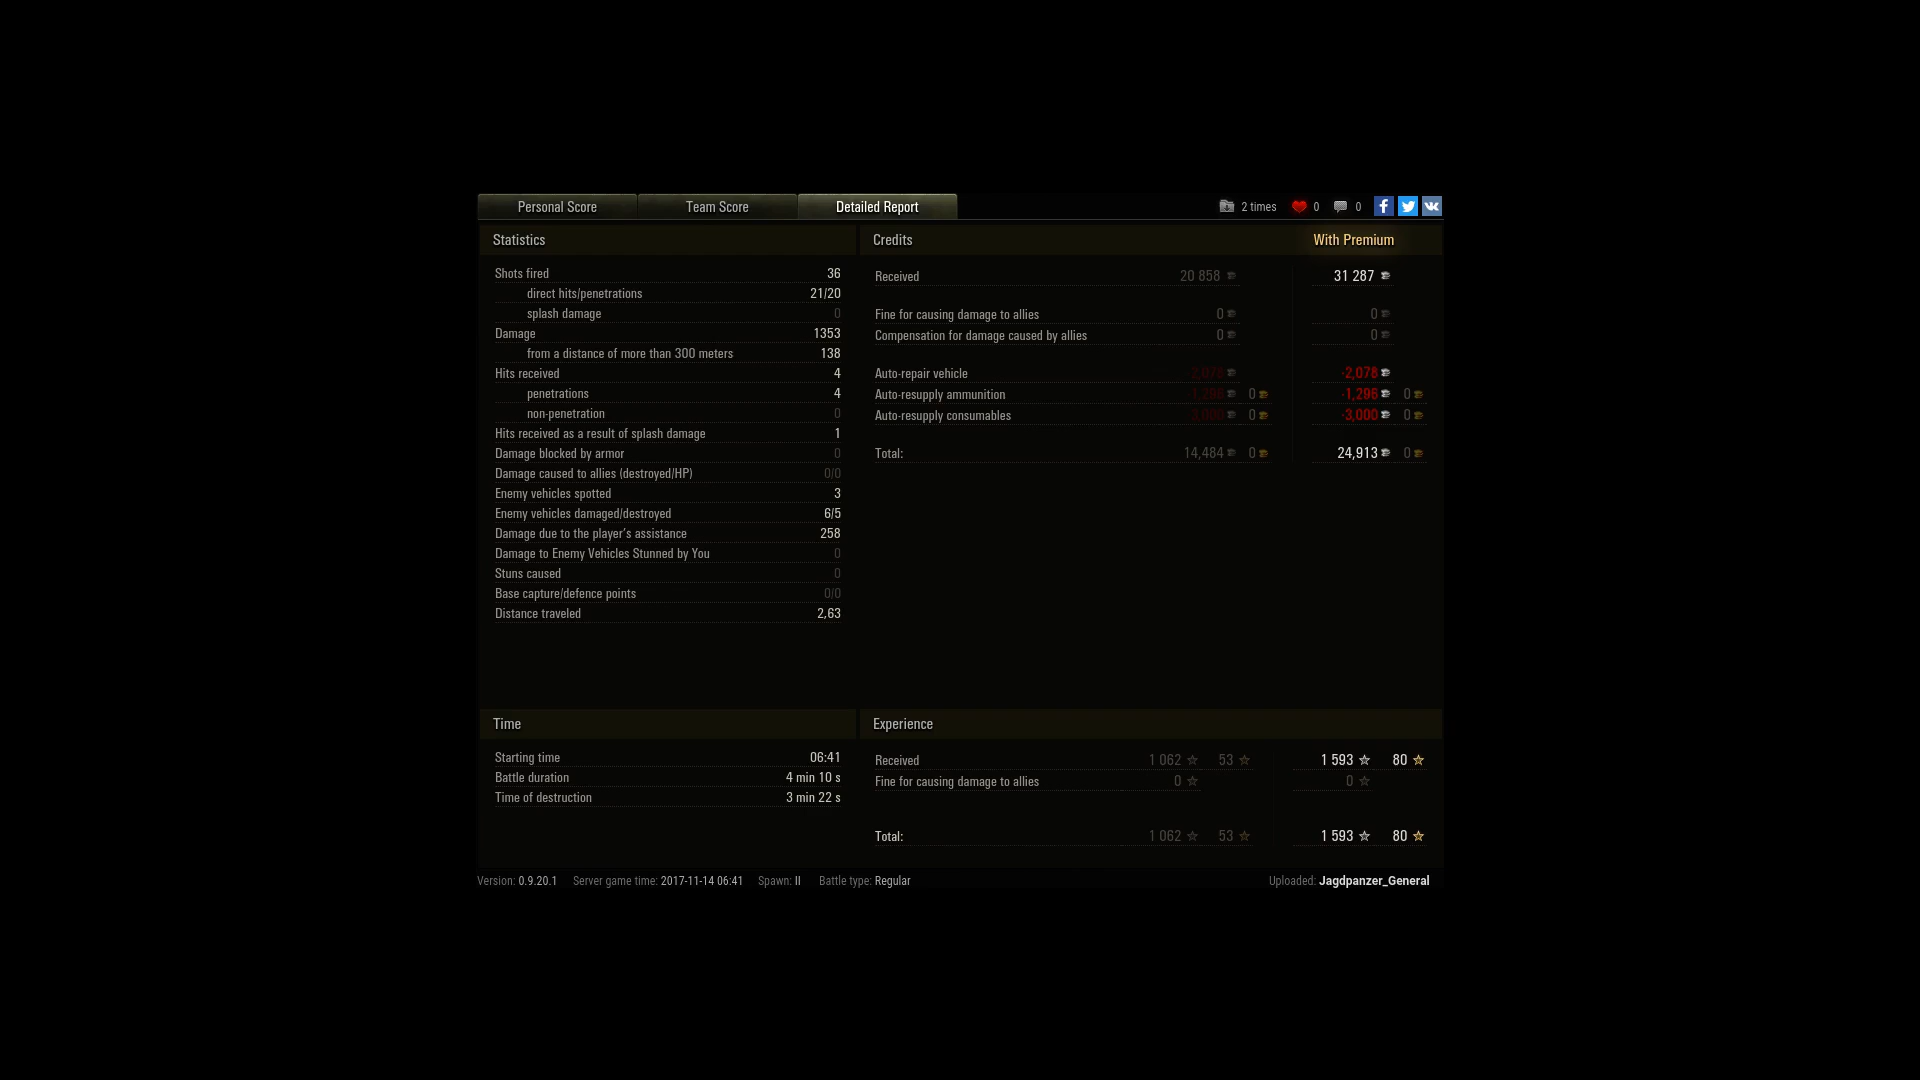 Personal Score Team Score Detailed Report 2 times 0 0
Statistics
Shots fired 36
direct hits/penetrations 21/20
splash damage 0
Damage 1353
from a distance of more than 300 meters 138
Hits received 4
penetrations 4
non-penetration 0
Hits received as a result of splash damage 1
Damage blocked by armor 0
Damage caused to allies (destroyed/HP) 0/0
Enemy vehicles spotted 3
Enemy vehicles damaged/destroyed 6/5
Damage due to the player's assistance 258
Damage to Enemy Vehicles Stunned by You 0
Stuns caused 0
Base capture/defence points 0/0
Distance traveled 2,63
Credits With Premium
Received 20 858 31 287
Fine for causing damage to allies 0 0
Compensation for damage caused by allies 0 0
Auto-repair vehicle -2,078 -2,078
Auto-resupply ammunition -1,296 0 -1,296 0
Auto-resupply consumables -3,000 0 -3,000 0
Total: 14,484 0 24,913 0
Time
Starting time 06:41
Battle duration 4 min 10 s
Time of destruction 3 min 22 s
Experience
Received 1 062 53 1 593 80
Fine for causing damage to allies 0 0
Total: 1 062 53 1 593 80
Version: 0.9.20.1 Server game time: 2017-11-14 06:41 Spawn: II Battle type: Regular Uploaded: Jagdpanzer_General